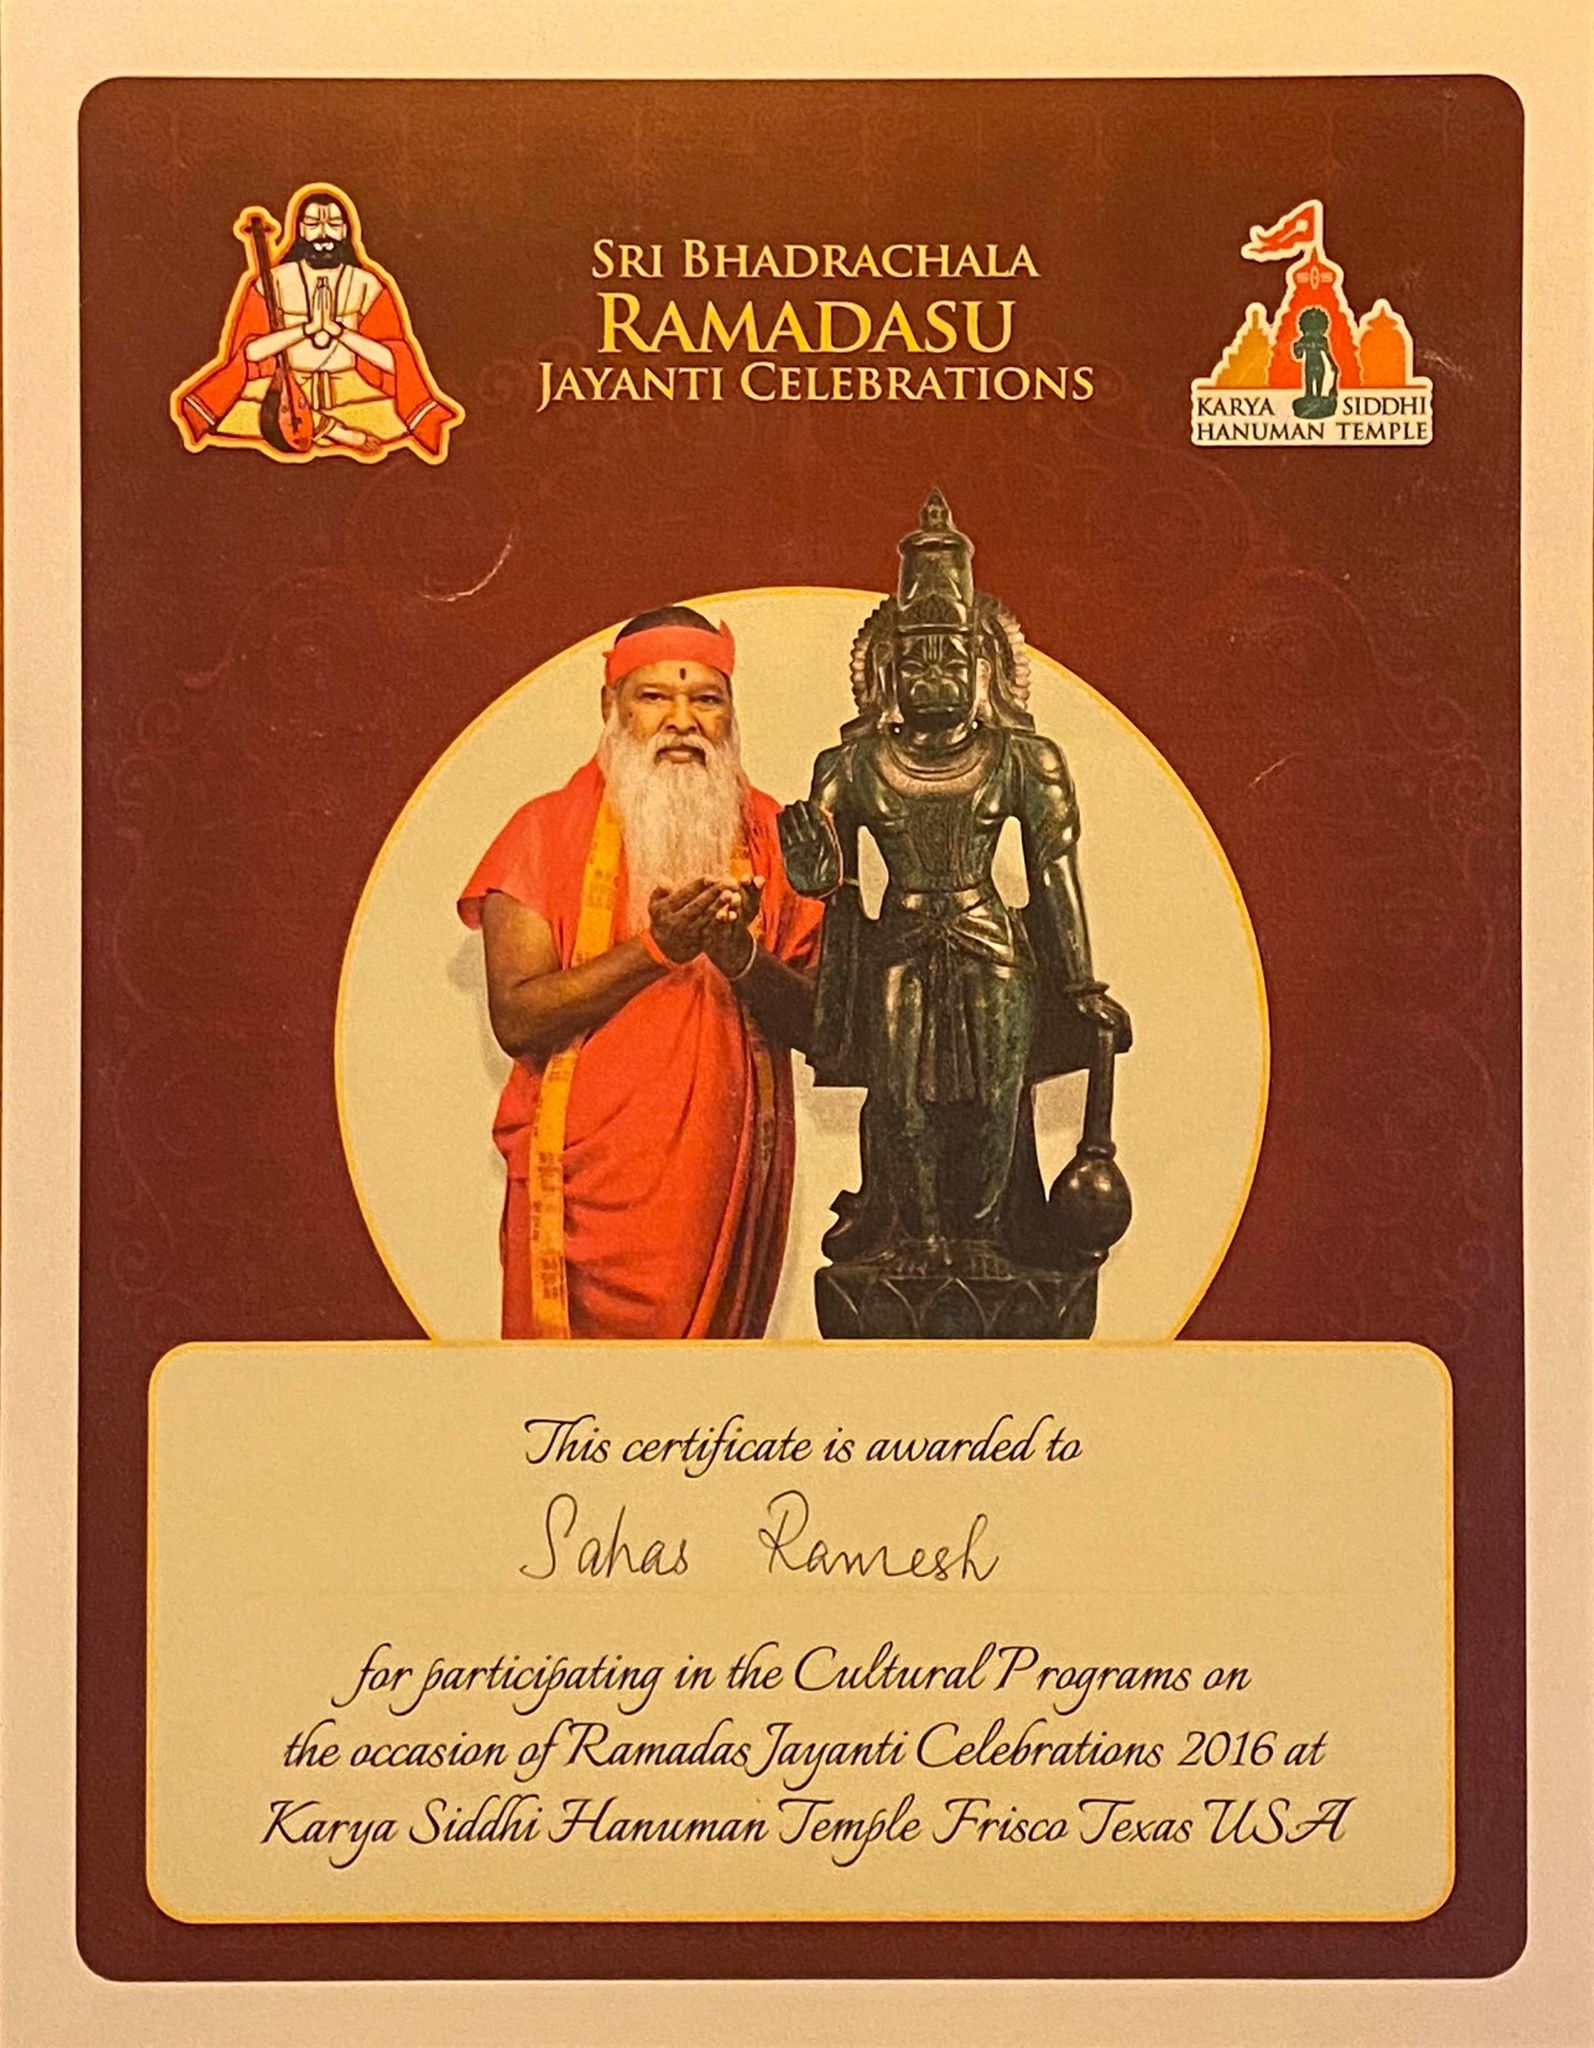 SRI BHADRACHALA
RAMADASU
JAYANTI CELEBRATIONS
KARYA SIDDHI
HANUMAN TEMPLE
This certificate is awarded to
Sahas Ramesh
for participating in the Cultural Programs on
the occasion of Ramadas Jayanti Celebrations 2016 at
Karya Siddhi Hanuman Temple Frisco Texas USA